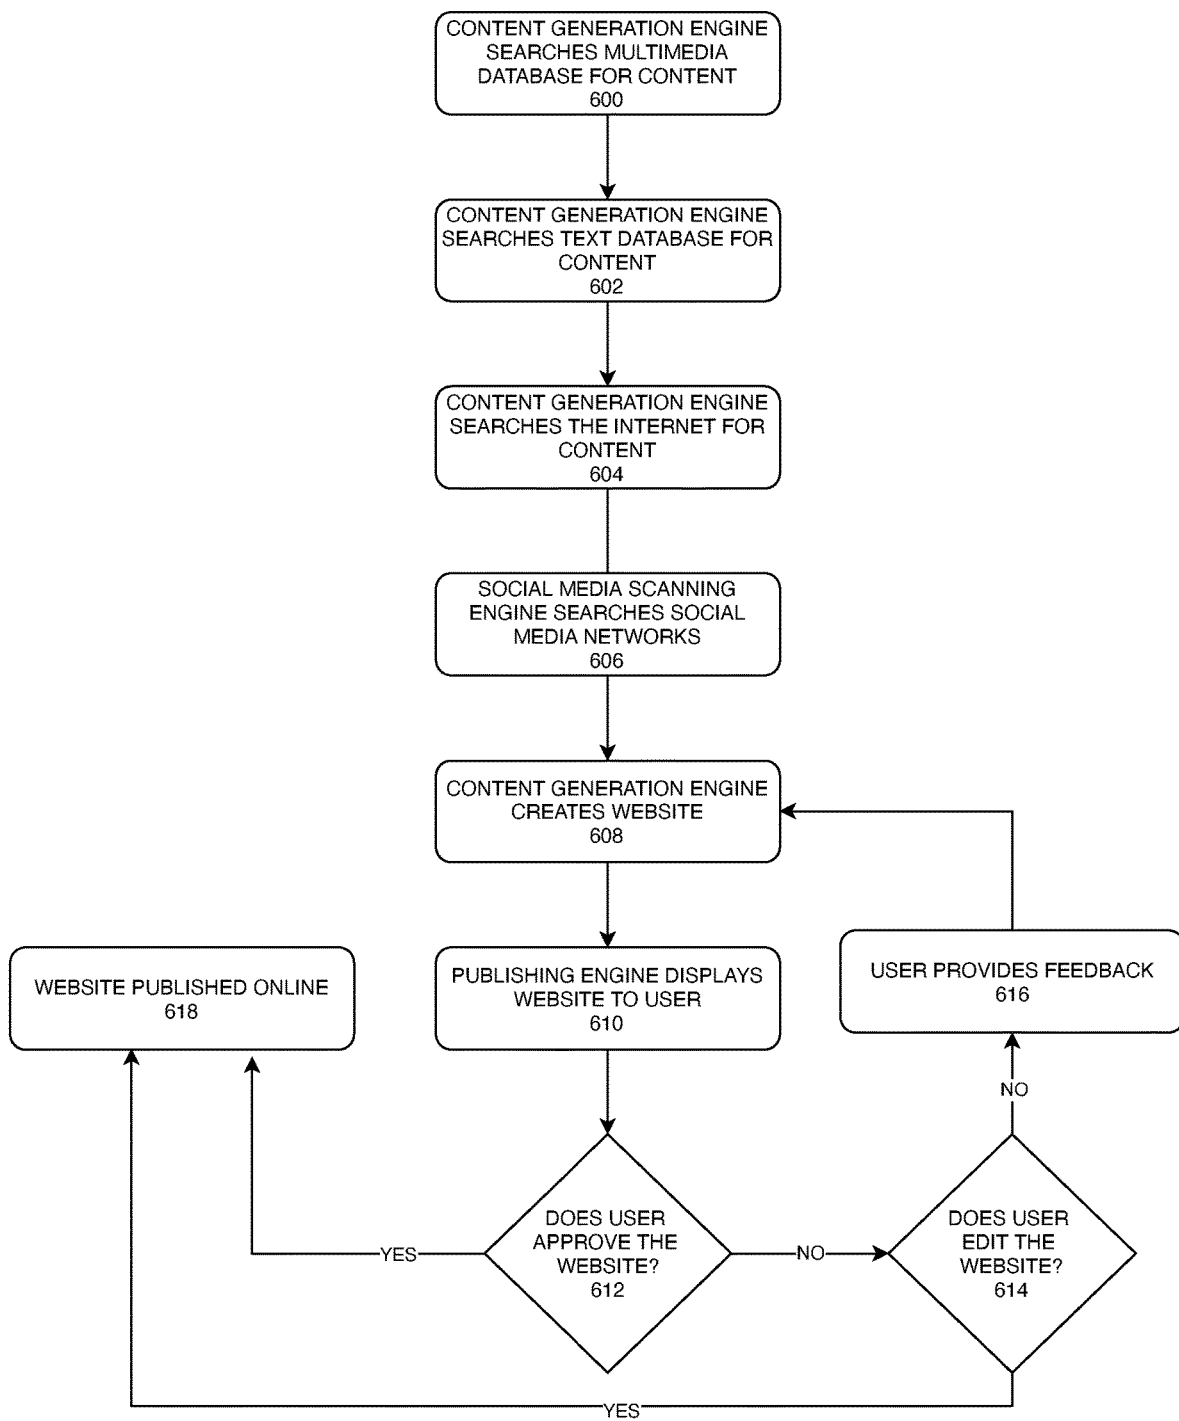 CONTENT GENERATION ENGINE
SEARCHES MULTIMEDIA
DATABASE FOR CONTENT
600
CONTENT GENERATION ENGINE
SEARCHES TEXT DATABASE FOR
CONTENT
602
CONTENT GENERATION ENGINE
SEARCHES THE INTERNET FOR
CONTENT
604
SOCIAL MEDIA SCANNING
ENGINE SEARCHES SOCIAL
MEDIA NETWORKS
606
CONTENT GENERATION ENGINE
CREATES WEBSITE
608
WEBSITE PUBLISHED ONLINE
618
PUBLISHING ENGINE DISPLAYS
WEBSITE TO USER
610
USER PROVIDES FEEDBACK
616
NO
YES
DOES USER
APPROVE THE
WEBSITE?
612
NO
DOES USER
EDIT THE
WEBSITE?
614
YES